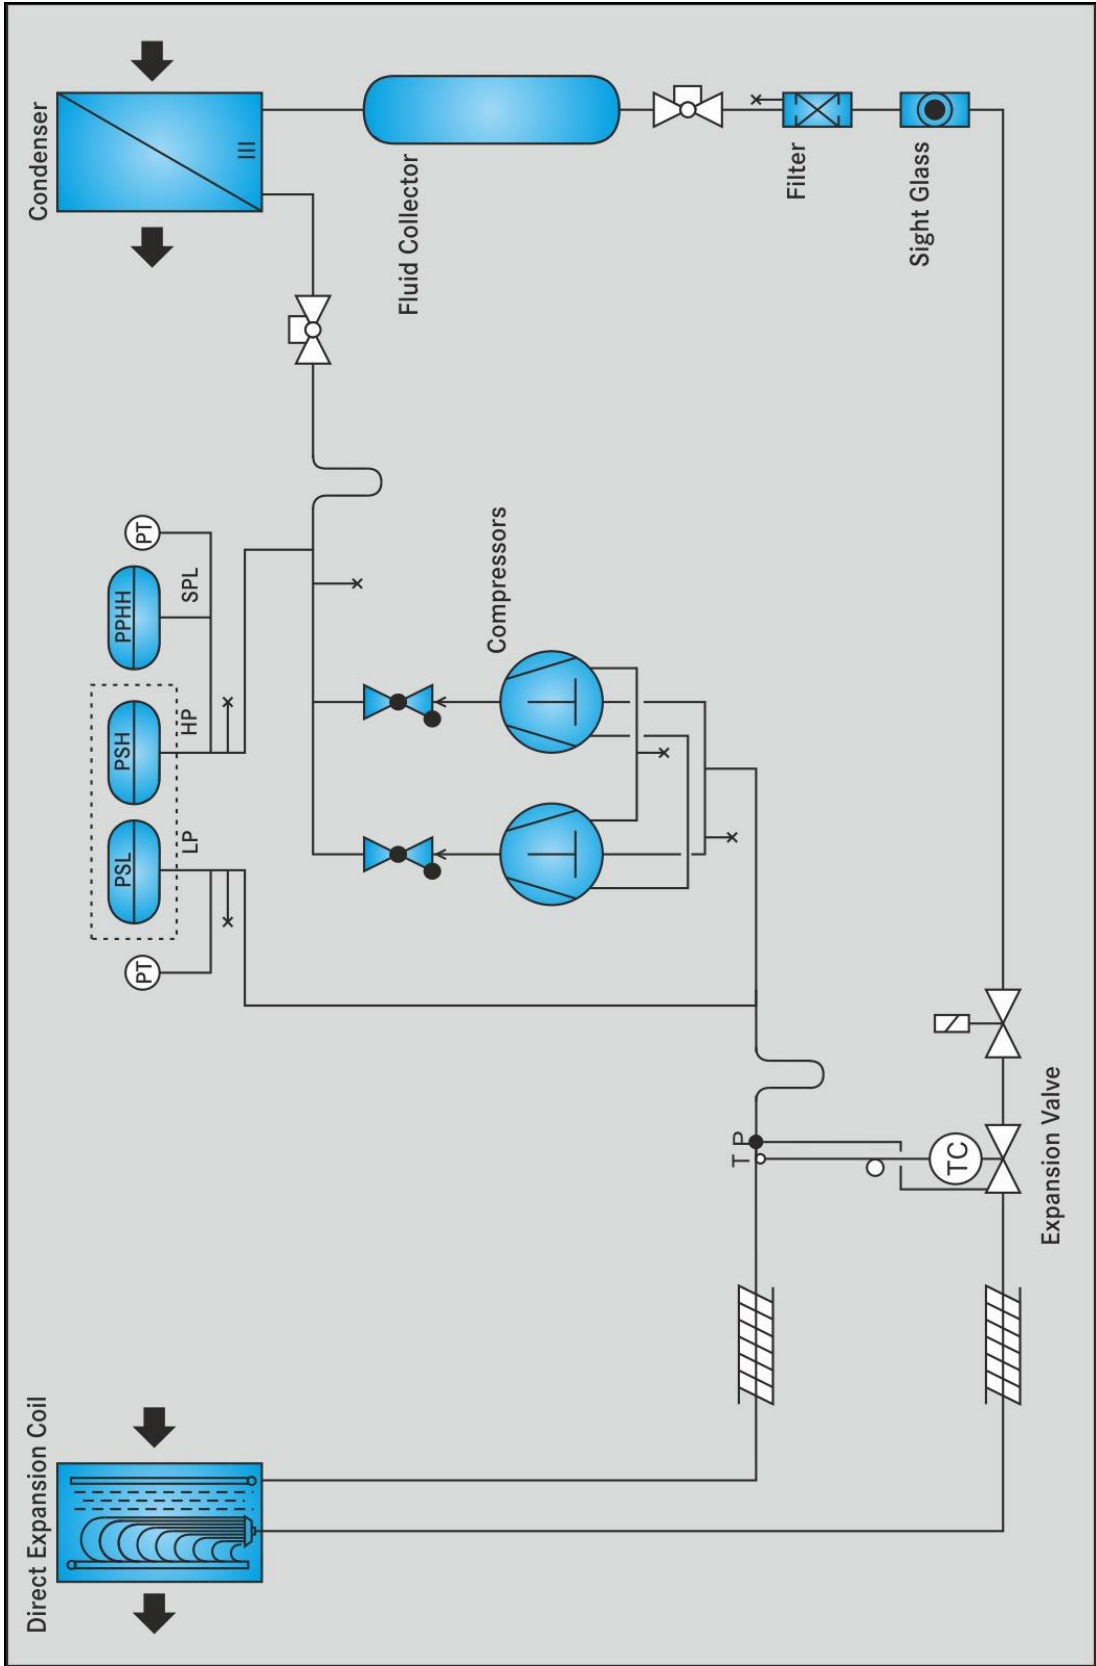 Direct Expansion Coil
Condenser
PT
PSL
PSH
PPHH
PT
LP
HP
SPL
Fluid Collector
Compressors
Filter
Sight Glass
T P
TC
Expansion Valve